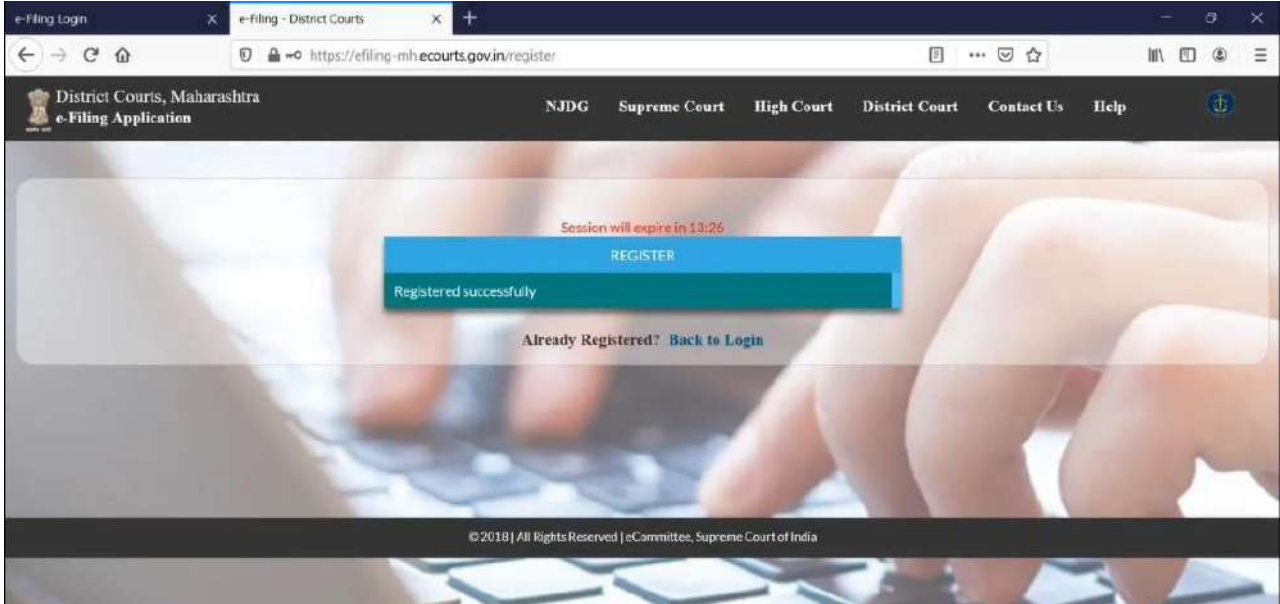 e-Filing Login
e-Filing - District Courts
https://efiling-mh.ecourts.gov.in/register
District Courts, Maharashtra
e-Filing Application
NJDG Supreme Court High Court District Court Contact Us Help
Session will expire in 13:26
REGISTER
Registered successfully
Already Registered? Back to Login
© 2018 | All Rights Reserved | eCommittee, Supreme Court of India